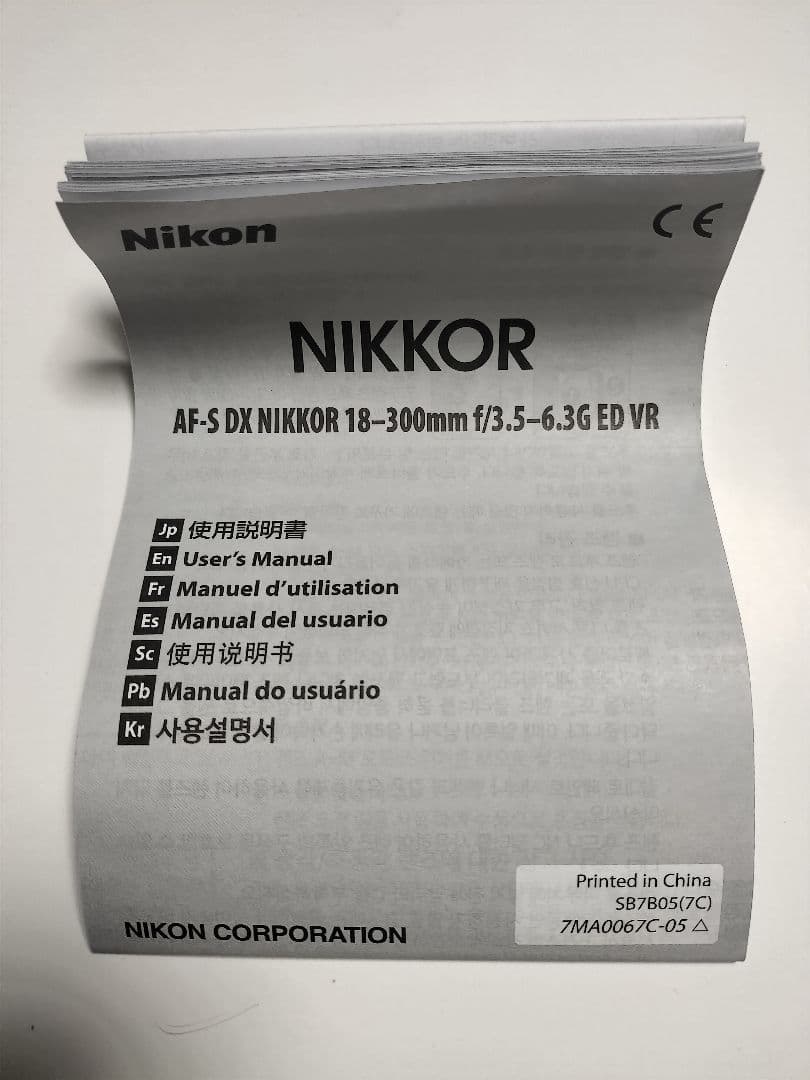 Nikon
CE
NIKKOR
AF-S DX NIKKOR 18–300mm f/3.5–6.3G ED VR
Jp 使用説明書
En User's Manual
Fr Manuel d'utilisation
Es Manual del usuario
Sc 使用说明书
Pb Manual do usuário
Kr 사용설명서
Printed in China
SB7B05(7C)
7MA0067C-05 △
NIKON CORPORATION